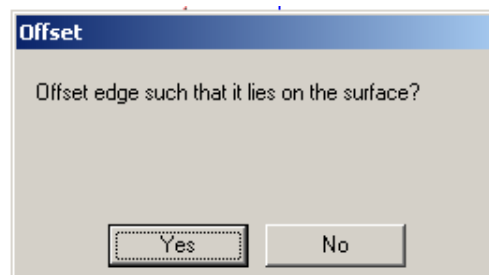 Offset
Offset edge such that it lies on the surface?
Yes
No